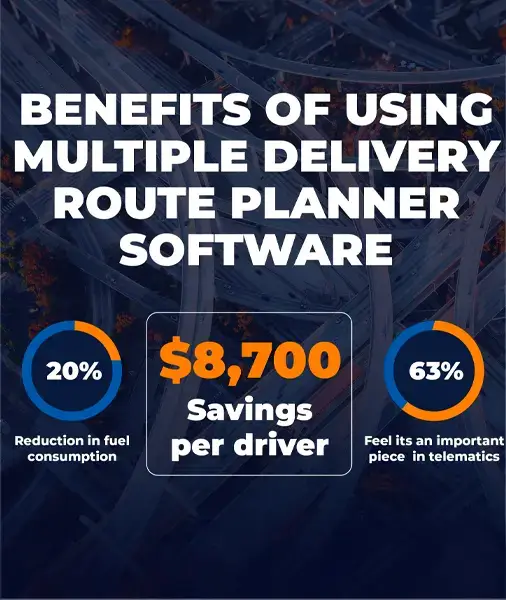 BENEFITS OF USING
MULTIPLE DELIVERY
ROUTE PLANNER
SOFTWARE
20%
Reduction in fuel
consumption
$8,700
Savings
per driver
63%
Feel its an important
piece in telematics